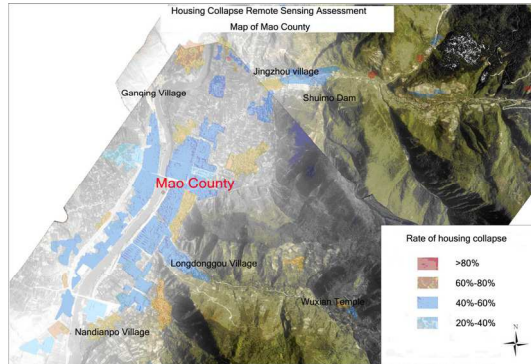 Housing Collapse Remote Sensing Assessment
Map of Mao County
Jingzhou village
Ganqing Village
Shuimo Dam
Mao County
Longdonggou Village
Wuxian Temple
Nandianpo Village
Rate of housing collapse
>80%
60%-80%
40%-60%
20%-40%
N